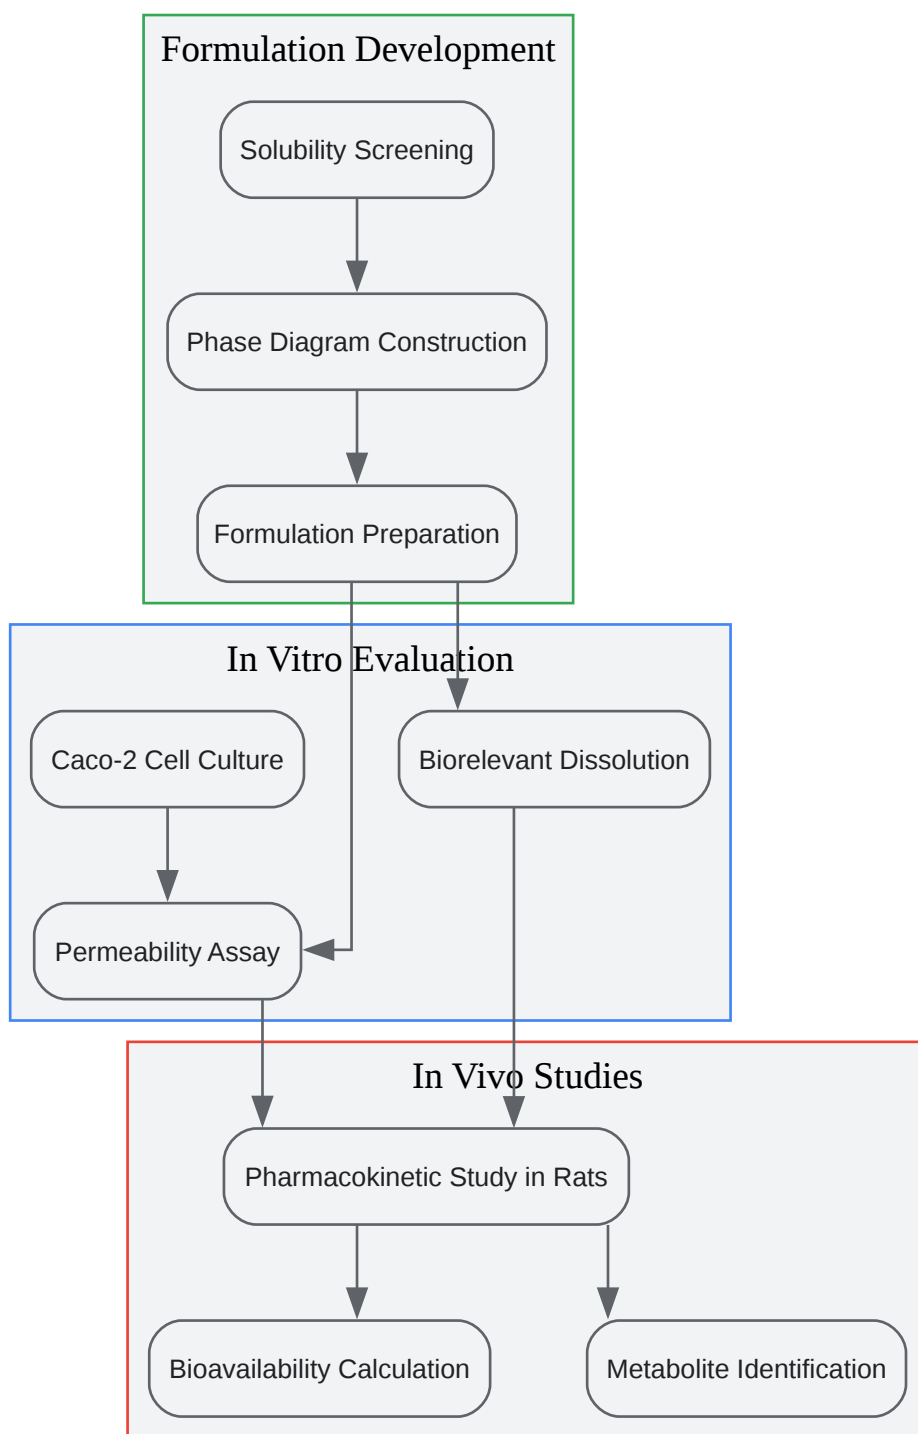 Formulation Development
Solubility Screening
Phase Diagram Construction
Formulation Preparation
In Vitro Evaluation
Caco-2 Cell Culture
Biorelevant Dissolution
Permeability Assay
In Vivo Studies
Pharmacokinetic Study in Rats
Bioavailability Calculation
Metabolite Identification